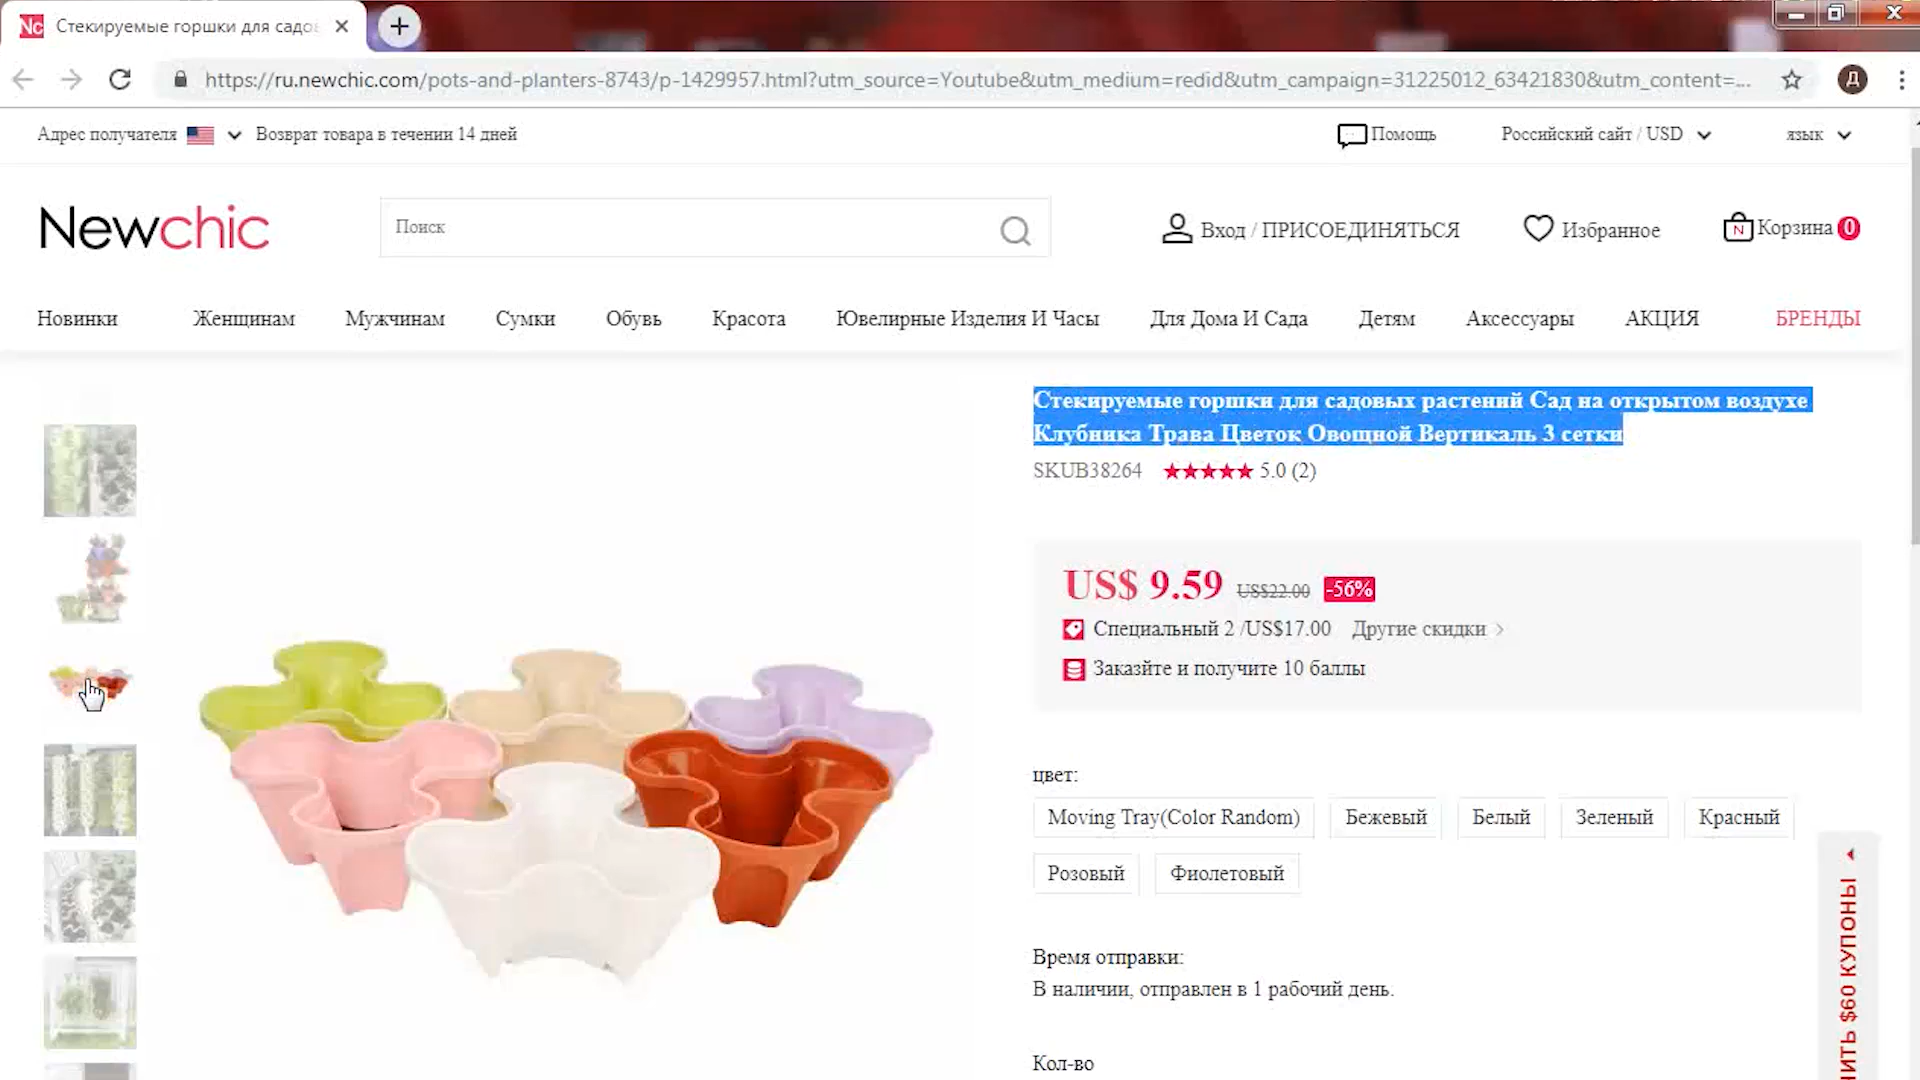 Nc Стекируемые горшки для садо
https://ru.newchic.com/pots-and-planters-8743/p-1429957.html?utm_source=Youtube&utm_medium=redid&utm_campaign=31225012_63421830&utm_content=...
Д
Адрес получателя Возврат товара в течении 14 дней Помощь Российский сайт / USD язык
Newchic Поиск Вход / ПРИСОЕДИНЯТЬСЯ Избранное N Корзина 0
Новинки Женщинам Мужчинам Сумки Обувь Красота Ювелирные Изделия И Часы Для Дома И Сада Детям Аксессуары АКЦИЯ БРЕНДЫ
Стекируемые горшки для садовых растений Сад на открытом воздухе
Клубника Трава Цветок Овощной Вертикаль 3 сетки
SKUB38264 ★★★★★ 5.0 (2)
US$ 9.59 US$22.00 -56%
Специальный 2 /US$17.00 Другие скидки >
Закaзйте и получите 10 баллы
цвет:
Moving Tray(Color Random) Бежевый Белый Зеленый Красный
Розовый Фиолетовый
Время отправки:
В наличии, отправлен в 1 рабочий день.
Кол-во
ИТЬ $60 КУПОНЫ